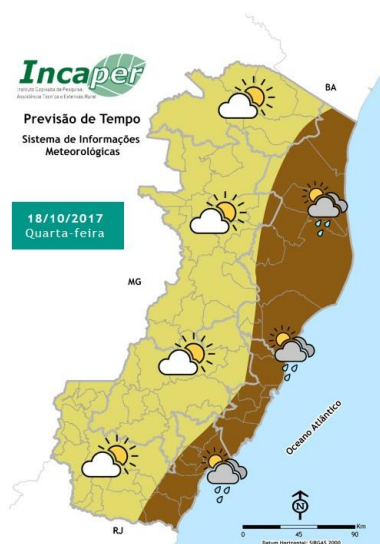 Incaper
Instituto Capixaba de Pesquisa
Assistência Técnica e Extensão Rural
Previsão de Tempo
Sistema de Informações
Meteorológicas
18/10/2017
Quarta-feira
BA
MG
Oceano Atlântico
RJ
N
Km
0 45 90
Datum Horizontal: SIRGAS 2000